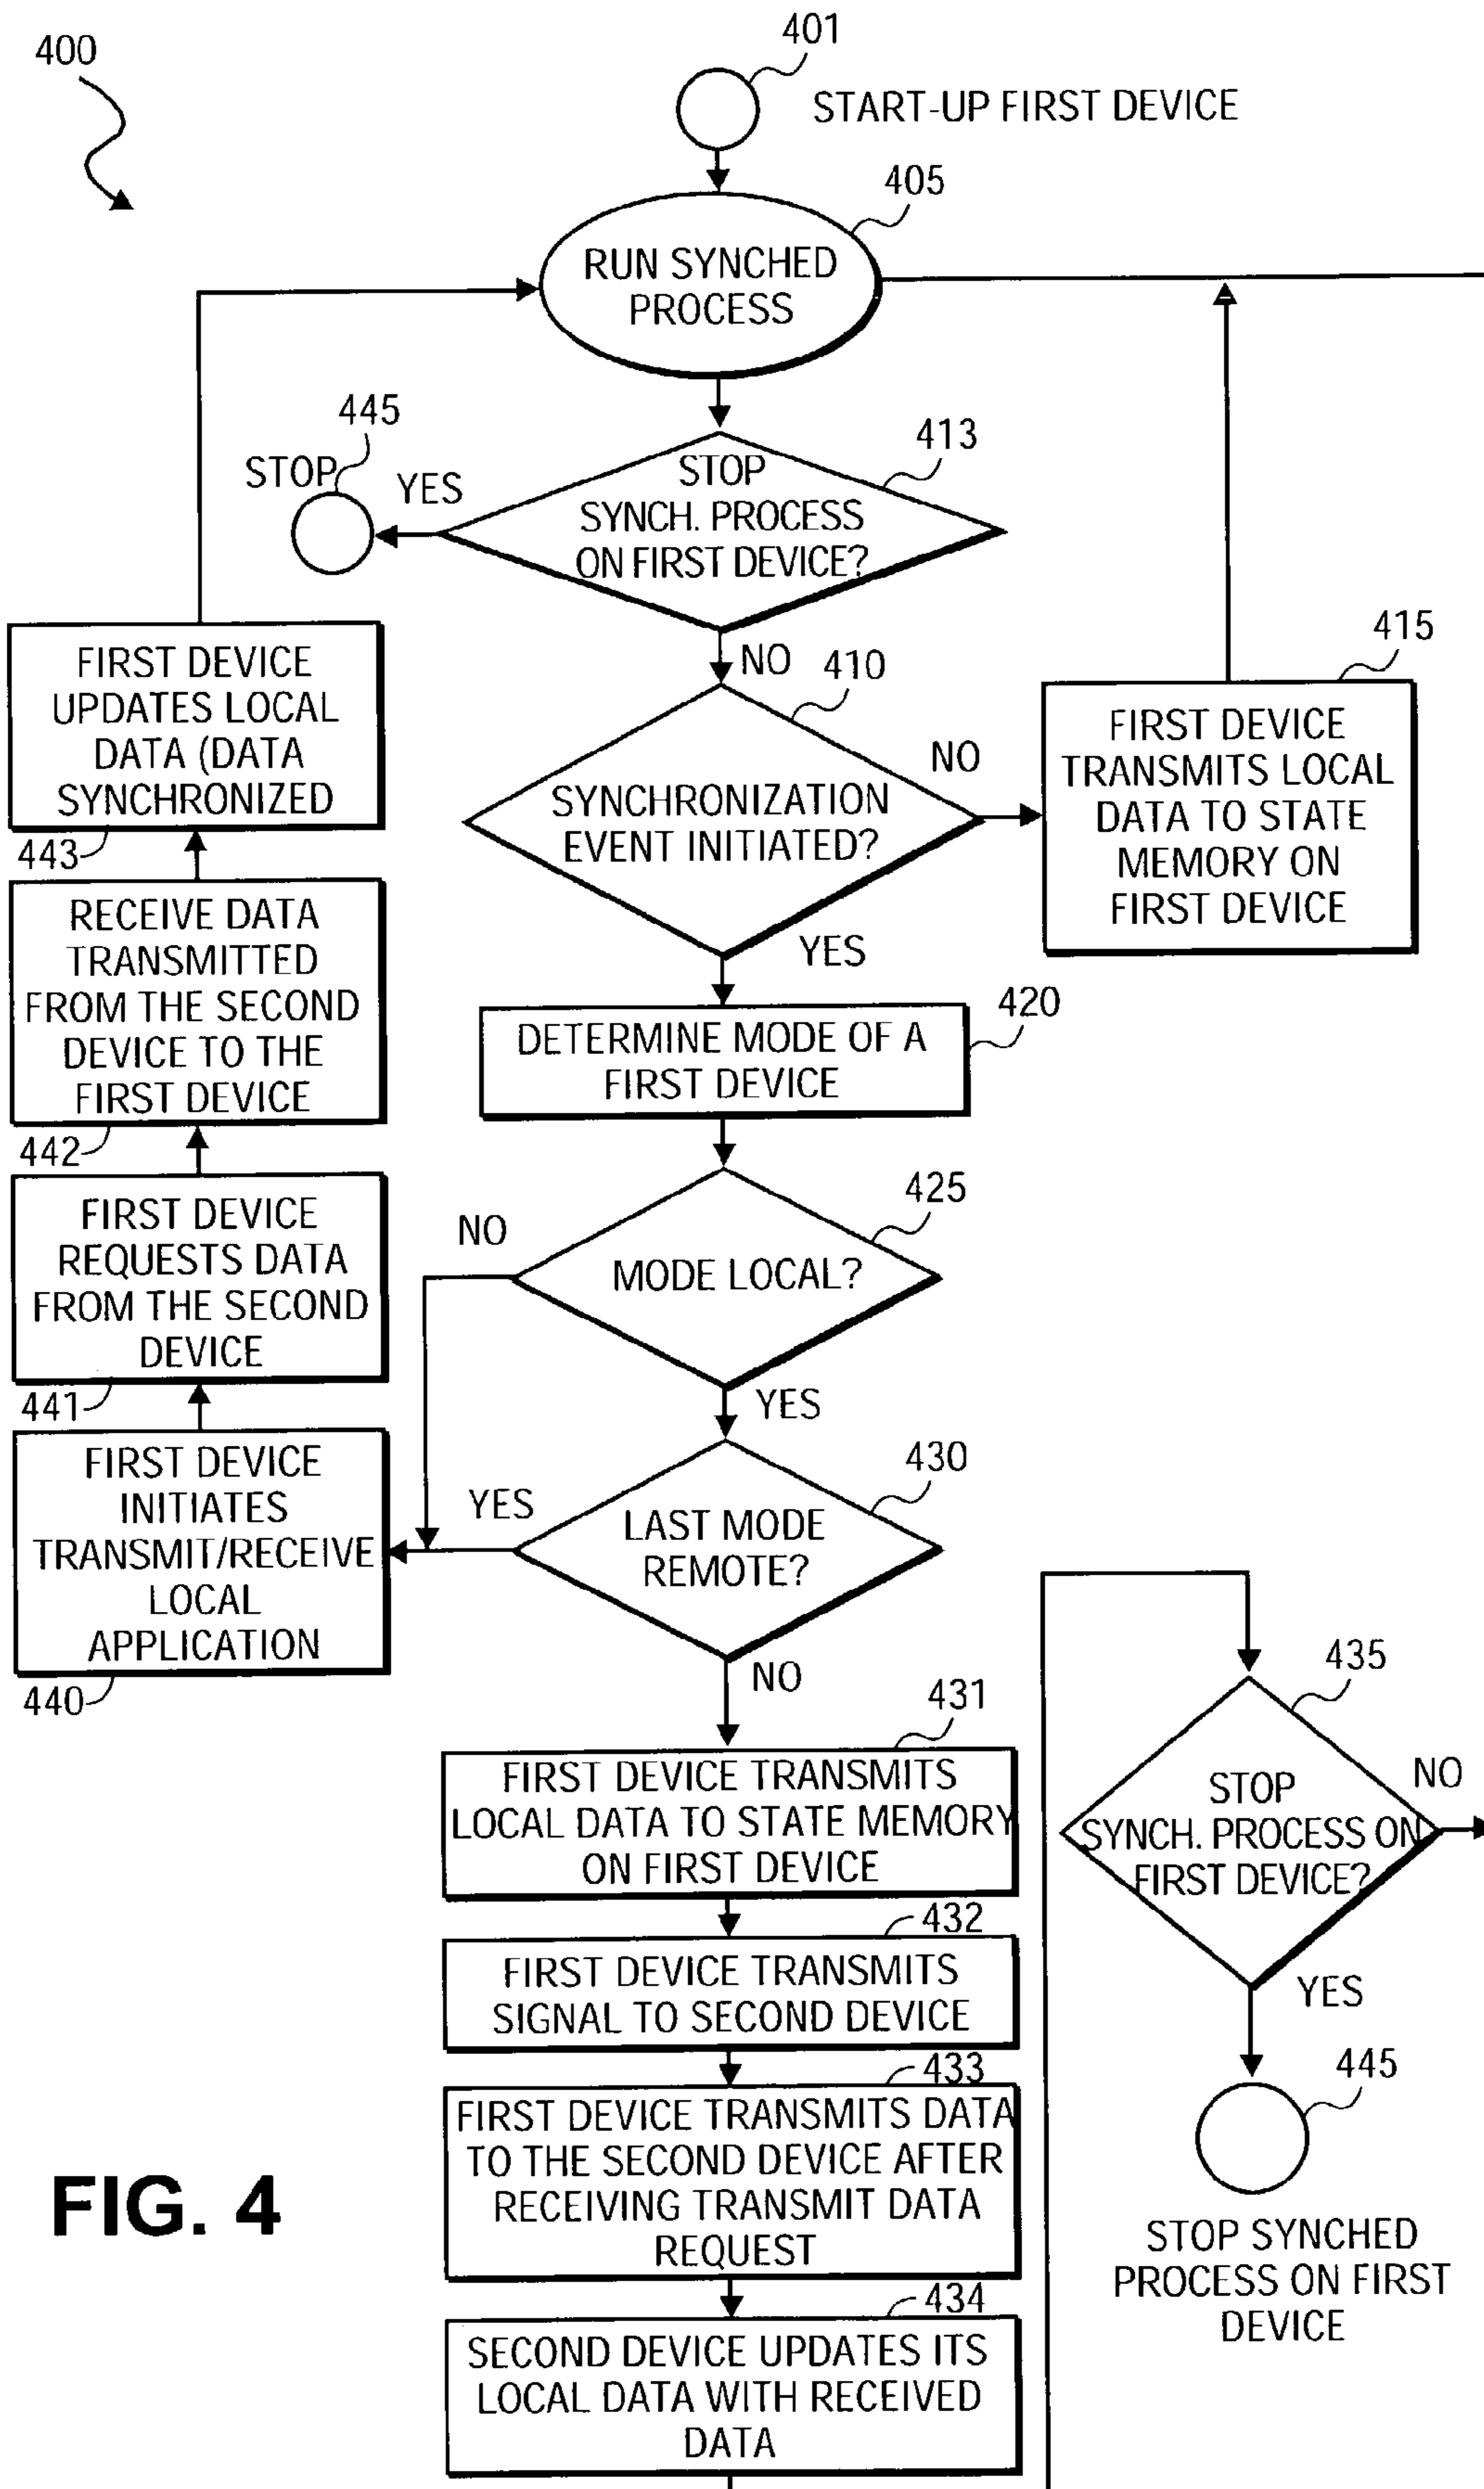 400
401
START-UP FIRST DEVICE
405
RUN SYNCHED
PROCESS
445
STOP
YES
413
STOP
SYNCH. PROCESS
ON FIRST DEVICE?
NO
410
SYNCHRONIZATION
EVENT INITIATED?
NO
415
FIRST DEVICE
TRANSMITS LOCAL
DATA TO STATE
MEMORY ON
FIRST DEVICE
YES
420
DETERMINE MODE OF A
FIRST DEVICE
425
NO
MODE LOCAL?
YES
430
YES
LAST MODE
REMOTE?
NO
FIRST DEVICE
UPDATES LOCAL
DATA (DATA
SYNCHRONIZED
443
RECEIVE DATA
TRANSMITTED
FROM THE SECOND
DEVICE TO THE
FIRST DEVICE
442
FIRST DEVICE
REQUESTS DATA
FROM THE SECOND
DEVICE
441
FIRST DEVICE
INITIATES
TRANSMIT/RECEIVE
LOCAL
APPLICATION
440
431
FIRST DEVICE TRANSMITS
LOCAL DATA TO STATE MEMORY
ON FIRST DEVICE
432
FIRST DEVICE TRANSMITS
SIGNAL TO SECOND DEVICE
433
FIRST DEVICE TRANSMITS DATA
TO THE SECOND DEVICE AFTER
RECEIVING TRANSMIT DATA
REQUEST
434
SECOND DEVICE UPDATES ITS
LOCAL DATA WITH RECEIVED
DATA
435
STOP
SYNCH. PROCESS ON
FIRST DEVICE?
NO
YES
445
STOP SYNCHED
PROCESS ON FIRST
DEVICE
FIG. 4